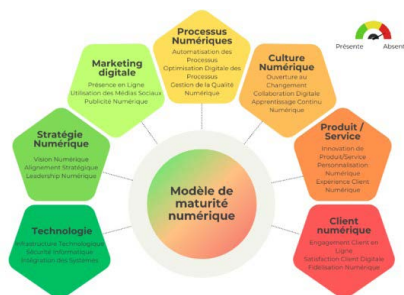 Processus
Numériques
Automatisation des
Processus
Optimisation Digitale des
Processus
Gestion de la Qualité
Numérique
Marketing
digitale
Présence en Ligne
Utilisation des Médias Sociaux
Publicité Numérique
Culture
Numérique
Ouverture au
Changement
Collaboration Digitale
Apprentissage Continu
Numérique
Présente
Absent
Stratégie
Numérique
Vision Numérique
Alignement Stratégique
Leadership Numérique
Produit /
Service
Innovation de
Produit/Service
Personnalisation
Numérique
Experience Client
Numérique
Modèle de
maturité
numérique
Technologie
Infrastructure Technologique
Sécurité Informatique
Intégration des Systèmes
Client
numérique
Engagement Client en
Ligne
Satisfaction Client Digitale
Fidélisation Numérique